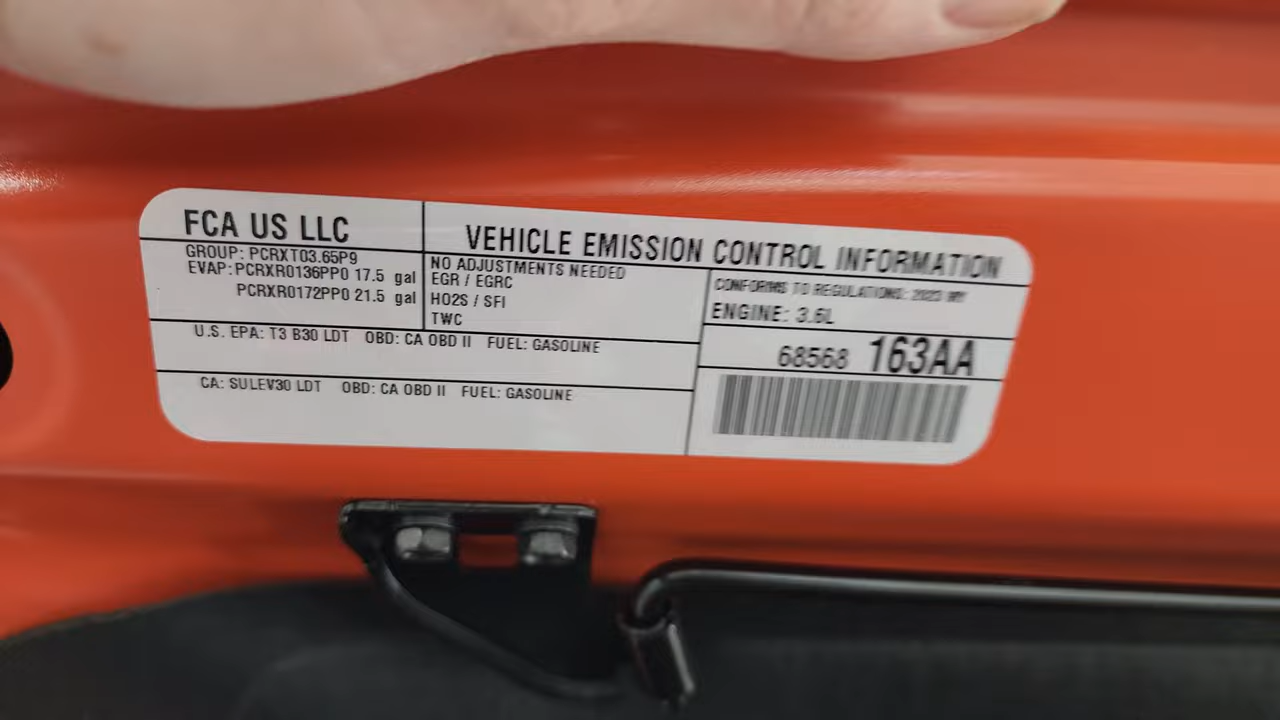 FCA US LLC
VEHICLE EMISSION CONTROL INFORMATION
GROUP: PCRXT03.65P9
EVAP: PCRXR0136PP0 17.5 gal
PCRXR0172PP0 21.5 gal
NO ADJUSTMENTS NEEDED
EGR / EGRC
HO2S / SFI
TWC
CONFORMS TO REGULATIONS: 2023 MY
ENGINE: 3.6L
U.S. EPA: T3 B30 LDT OBD: CA OBD II FUEL: GASOLINE
68568 163AA
CA: SULEV30 LDT OBD: CA OBD II FUEL: GASOLINE